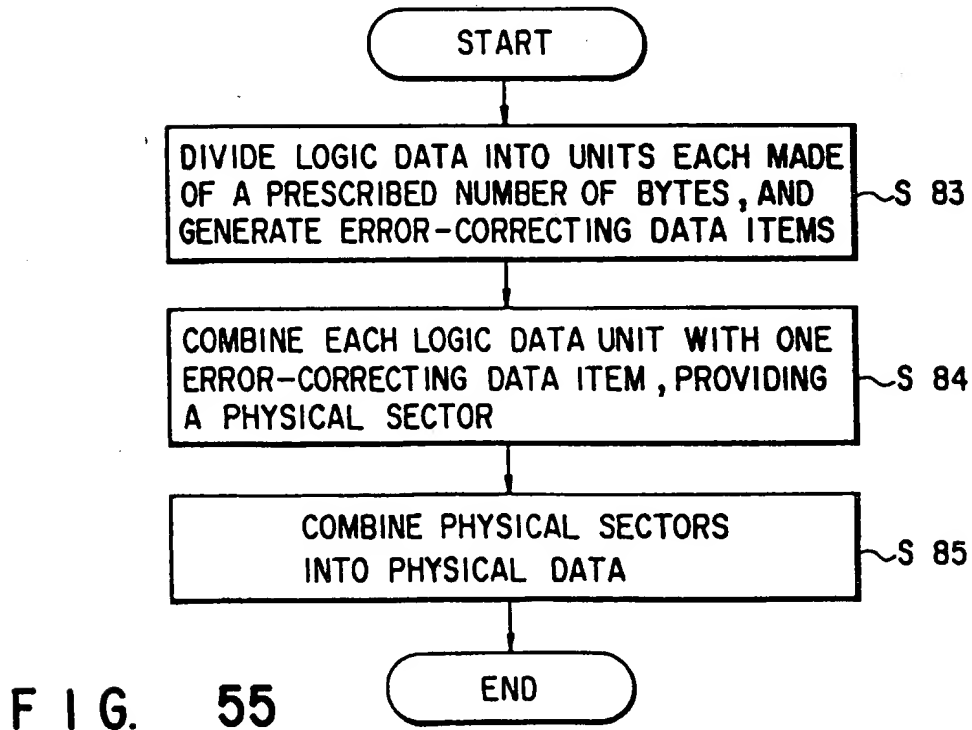 START
DIVIDE LOGIC DATA INTO UNITS EACH MADE
OF A PRESCRIBED NUMBER OF BYTES, AND
GENERATE ERROR-CORRECTING DATA ITEMS
S 83
COMBINE EACH LOGIC DATA UNIT WITH ONE
ERROR-CORRECTING DATA ITEM, PROVIDING
A PHYSICAL SECTOR
S 84
COMBINE PHYSICAL SECTORS
INTO PHYSICAL DATA
S 85
END
FIG. 55